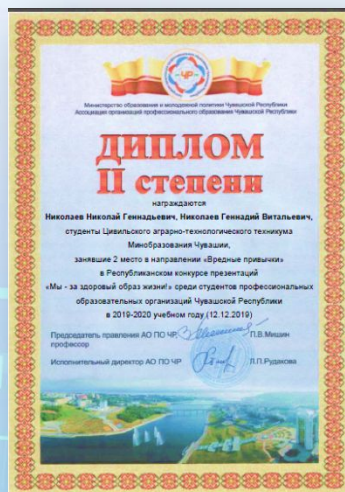 ЧР
Министерство образования и молодежной политики Чувашской Республики
Ассоциация организаций профессионального образования Чувашской Республики
ДИПЛОМ
II степени
награждаются
Николаев Николай Геннадьевич, Николаев Геннадий Витальевич,
студенты Цивильского аграрно-технологического техникума
Минобразования Чувашии,
занявшие 2 место в направлении «Вредные привычки»
в Республиканском конкурсе презентаций
«Мы - за здоровый образ жизни!» среди студентов профессиональных
образовательных организаций Чувашской Республики
в 2019-2020 учебном году (12.12.2019)
Председатель правления АО ПО ЧР, П.В.Мишин
профессор
Исполнительный директор АО ПО ЧР Л.П.Рудакова